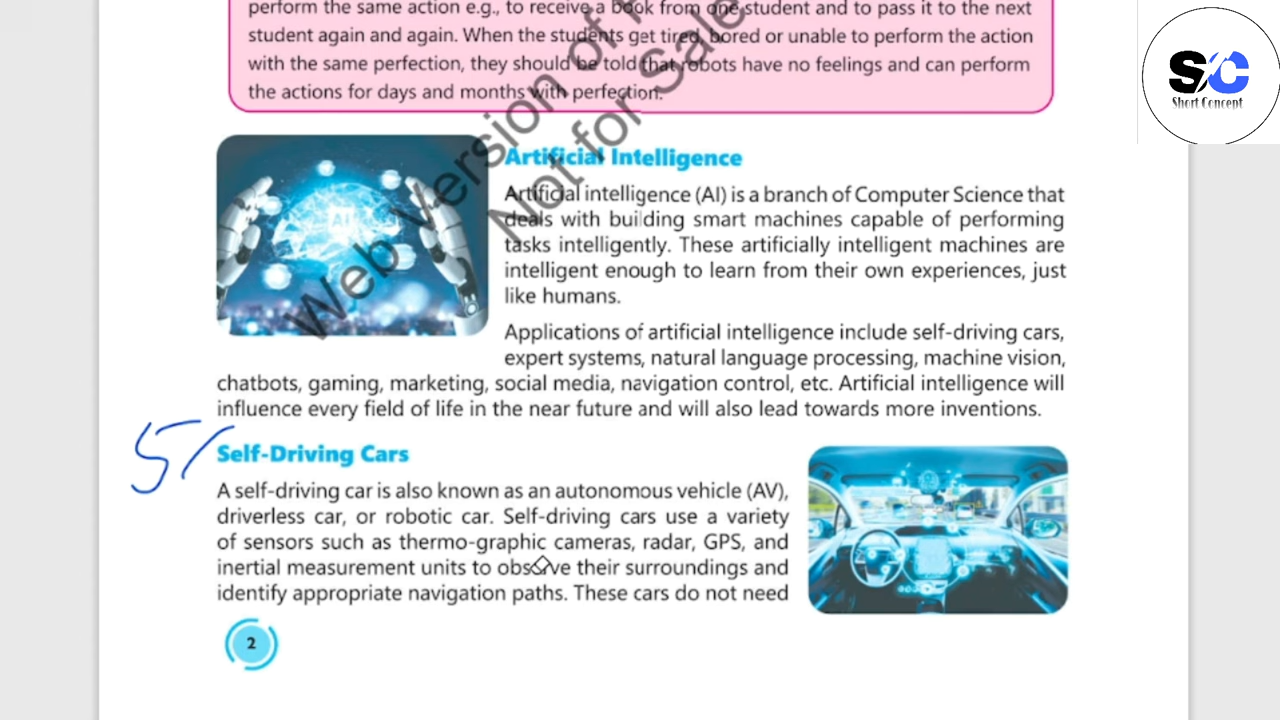 perform the same action e.g., to receive a book from one student and to pass it to the next
student again and again. When the students get tired, bored or unable to perform the action
with the same perfection, they should be told that robots have no feelings and can perform
the actions for days and months with perfection.
S/C
Short Concept
Web Version of
Not for Sale
AI
Artificial Intelligence
Artificial intelligence (AI) is a branch of Computer Science that
deals with building smart machines capable of performing
tasks intelligently. These artificially intelligent machines are
intelligent enough to learn from their own experiences, just
like humans.
Applications of artificial intelligence include self-driving cars,
expert systems, natural language processing, machine vision,
chatbots, gaming, marketing, social media, navigation control, etc. Artificial intelligence will
influence every field of life in the near future and will also lead towards more inventions.
5/
Self-Driving Cars
A self-driving car is also known as an autonomous vehicle (AV),
driverless car, or robotic car. Self-driving cars use a variety
of sensors such as thermo-graphic cameras, radar, GPS, and
inertial measurement units to observe their surroundings and
identify appropriate navigation paths. These cars do not need
2